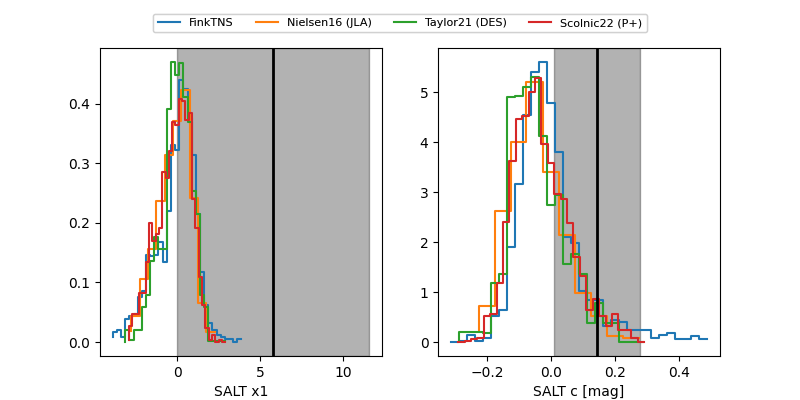 FinkTNS Nielsen16 (JLA) Taylor21 (DES) Scolnic22 (P+)
0.4
0.3
0.2
0.1
0.0
0 5 10
SALT x1
5
4
3
2
1
0
−0.2 0.0 0.2 0.4
SALT c [mag]